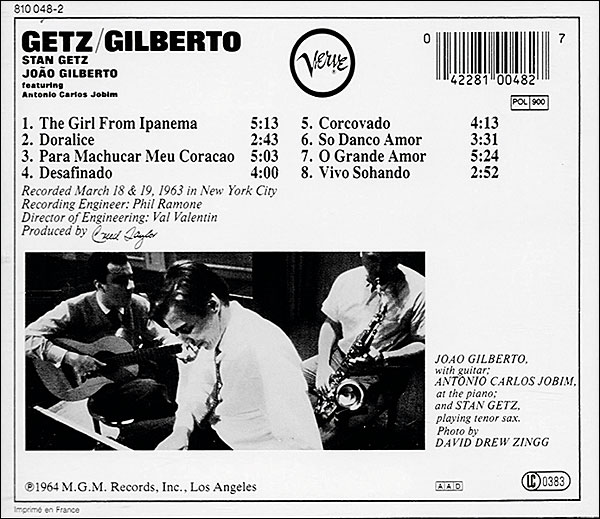 810 048-2
GETZ/GILBERTO
STAN GETZ
JOÃO GILBERTO
featuring
Antonio Carlos Jobim
Verve
0 42281 00482 7
POL 900
1. The Girl From Ipanema 5:13
2. Doralice 2:43
3. Para Machucar Meu Coracao 5:03
4. Desafinado 4:00
5. Corcovado 4:13
6. So Danco Amor 3:31
7. O Grande Amor 5:24
8. Vivo Sohando 2:52
Recorded March 18 & 19, 1963 in New York City
Recording Engineer: Phil Ramone
Director of Engineering: Val Valentin
Produced by Creed Taylor
JOAO GILBERTO,
with guitar;
ANTONIO CARLOS JOBIM,
at the piano;
and STAN GETZ,
playing tenor sax.
Photo by
DAVID DREW ZINGG
℗1964 M.G.M. Records, Inc., Los Angeles
AAD
LC 0383
Imprimé en France